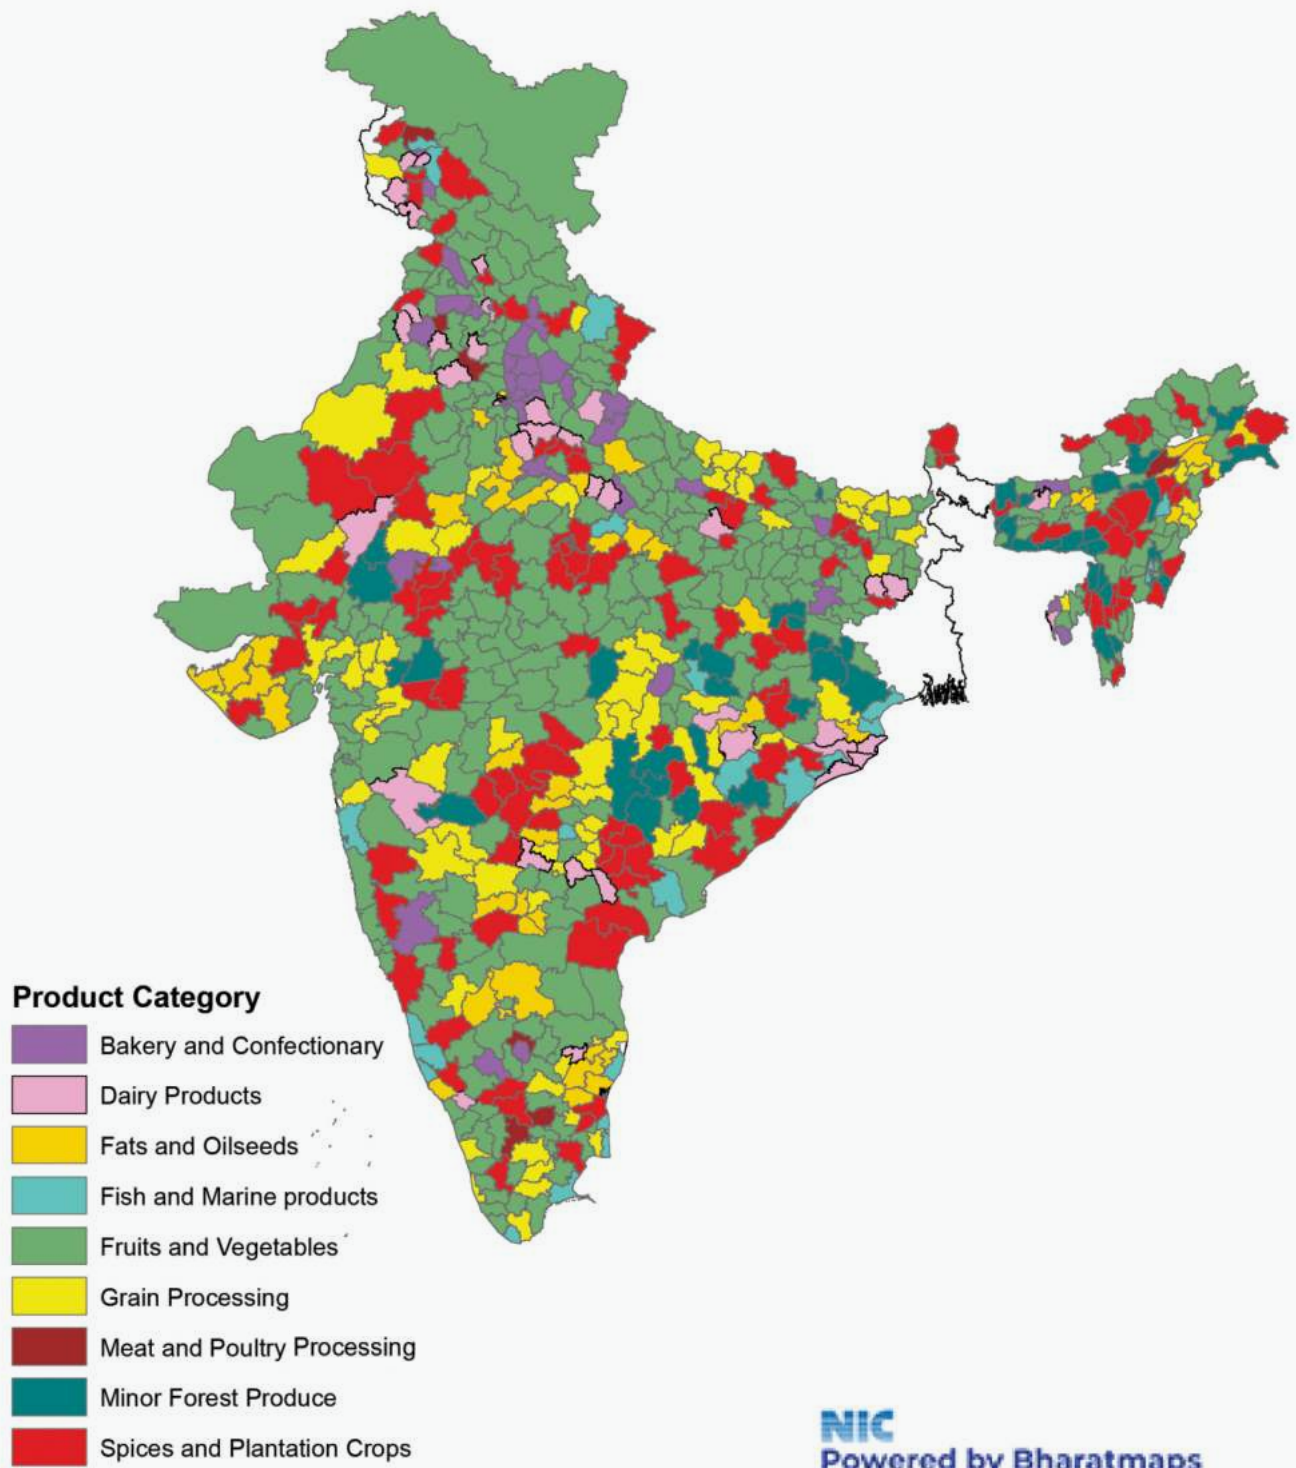 Product Category
Bakery and Confectionary
Dairy Products
Fats and Oilseeds
Fish and Marine products
Fruits and Vegetables
Grain Processing
Meat and Poultry Processing
Minor Forest Produce
Spices and Plantation Crops
NIC
Powered by Bharatmaps